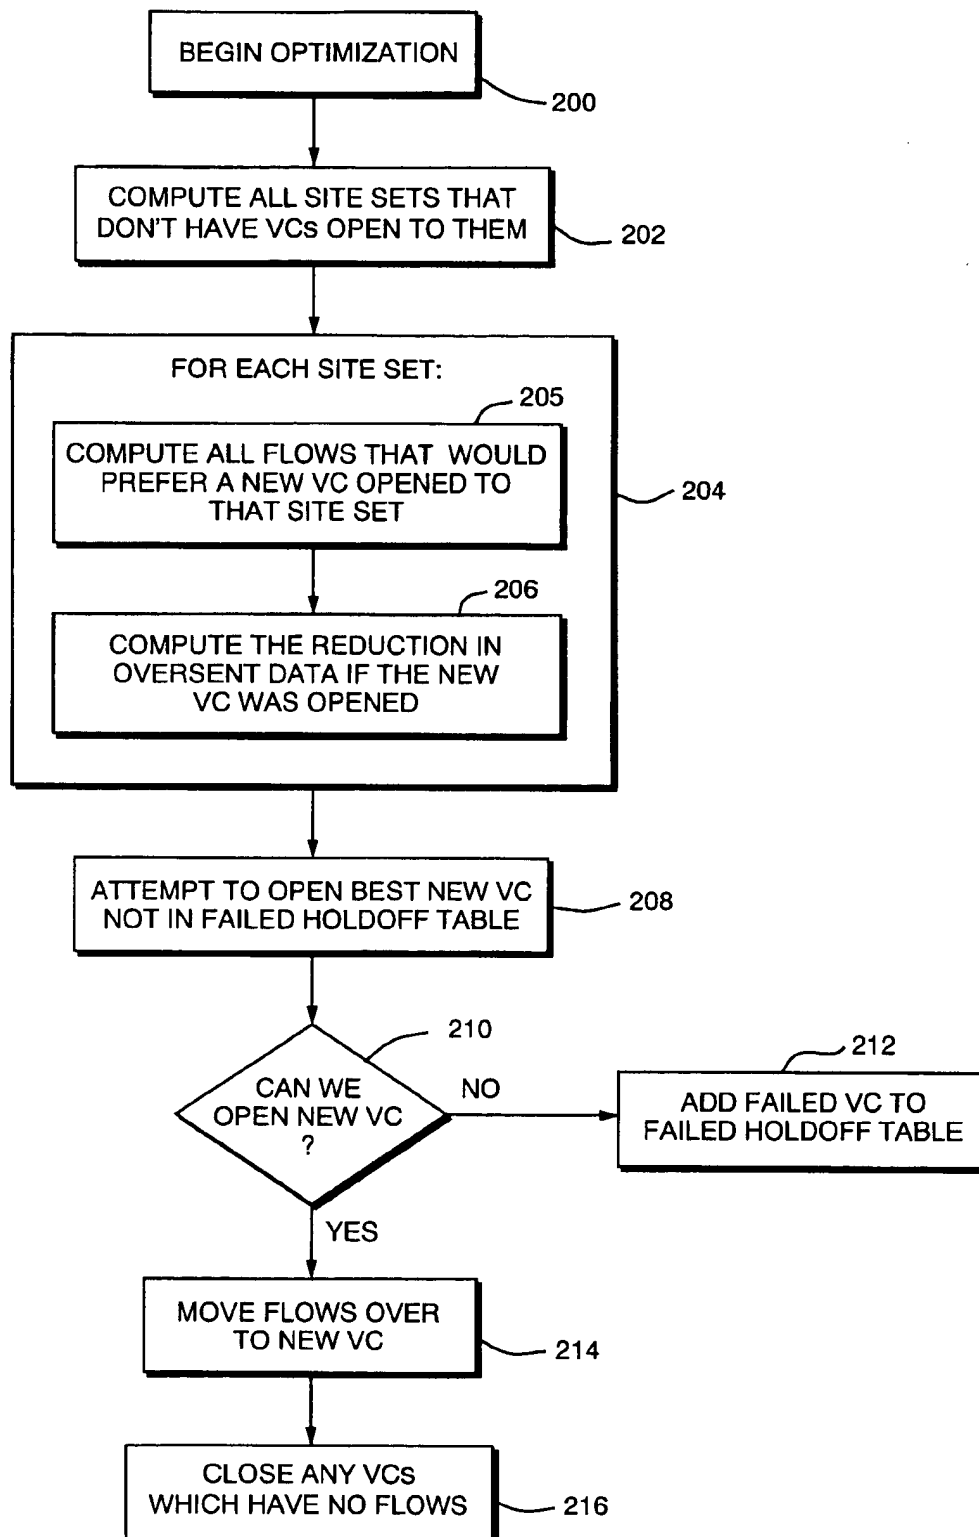 BEGIN OPTIMIZATION
200
COMPUTE ALL SITE SETS THAT
DON'T HAVE VCs OPEN TO THEM
202
FOR EACH SITE SET:
205
COMPUTE ALL FLOWS THAT WOULD
PREFER A NEW VC OPENED TO
THAT SITE SET
204
206
COMPUTE THE REDUCTION IN
OVERSENT DATA IF THE NEW
VC WAS OPENED
ATTEMPT TO OPEN BEST NEW VC
NOT IN FAILED HOLDOFF TABLE
208
210
CAN WE
OPEN NEW VC
?
NO
212
ADD FAILED VC TO
FAILED HOLDOFF TABLE
YES
MOVE FLOWS OVER
TO NEW VC
214
CLOSE ANY VCs
WHICH HAVE NO FLOWS
216